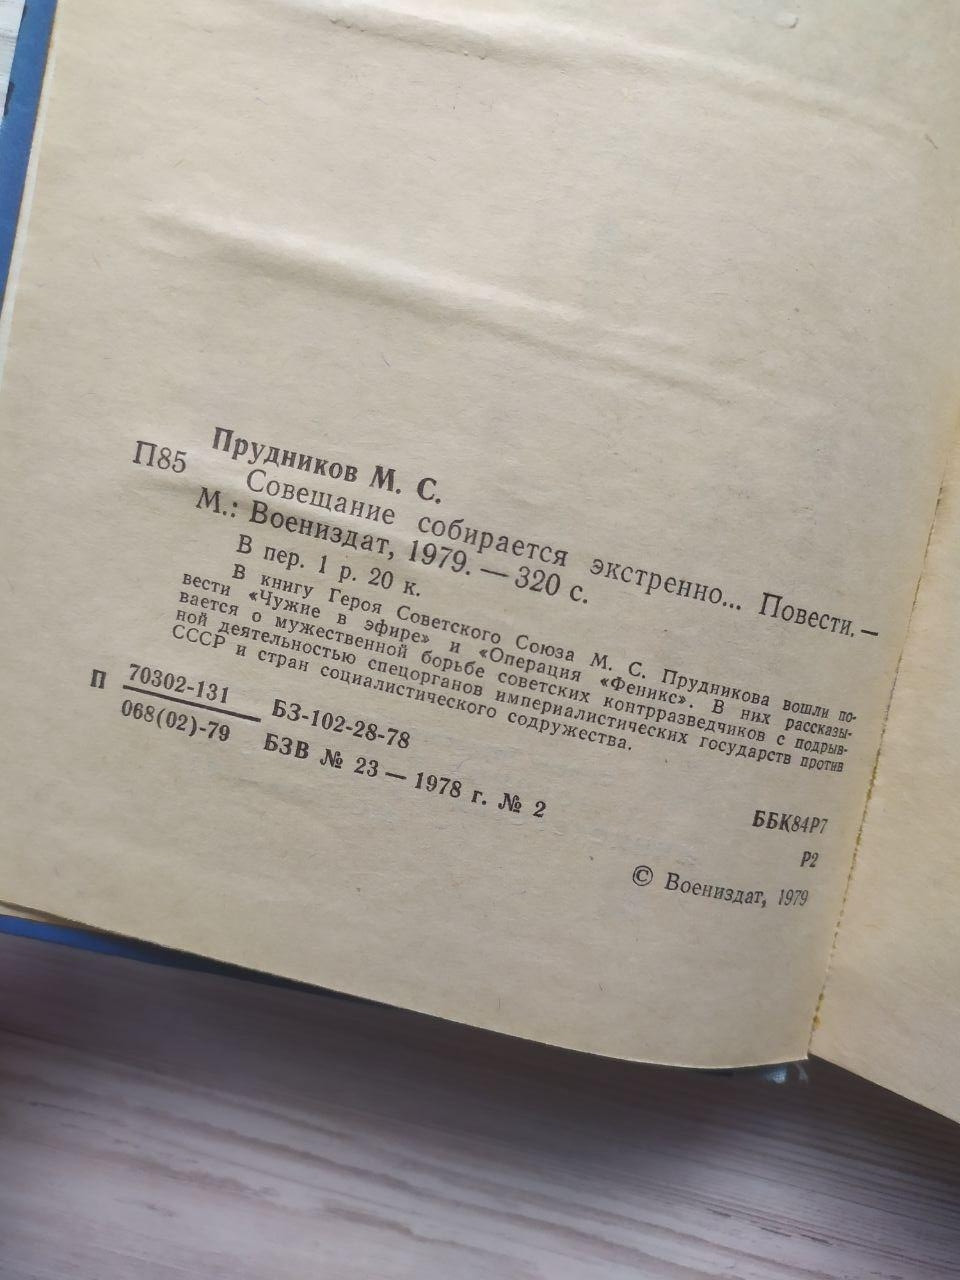 Прудников М. С.
П85 Совещание собирается экстренно... Повести. —
М.: Воениздат, 1979. — 320 с.
В пер. 1 р. 20 к.
В книгу Героя Советского Союза М. С. Прудникова вошли по-
вести «Чужие в эфире» и «Операция «Феникс». В них рассказы-
вается о мужественной борьбе советских контрразведчиков с подрыв-
ной деятельностью спецорганов империалистических государств против
СССР и стран социалистического содружества.
П 70302-131 БЗ-102-28-78
068(02)-79 БЗВ № 23 — 1978 г. № 2
ББК84Р7
Р2
© Воениздат, 1979